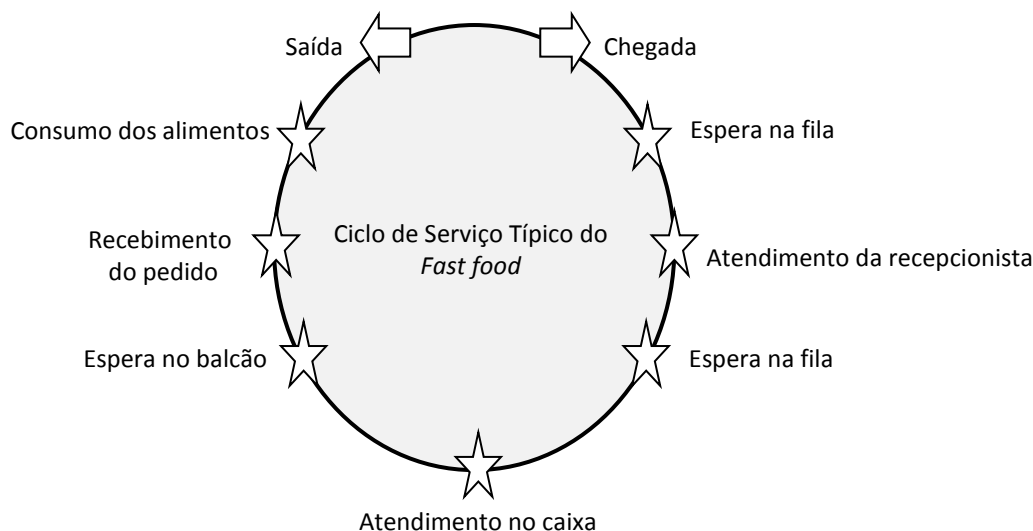 Saída
Chegada
Consumo dos alimentos
Espera na fila
Ciclo de Serviço Típico do
Fast food
Recebimento
do pedido
Atendimento da recepcionista
Espera no balcão
Espera na fila
Atendimento no caixa